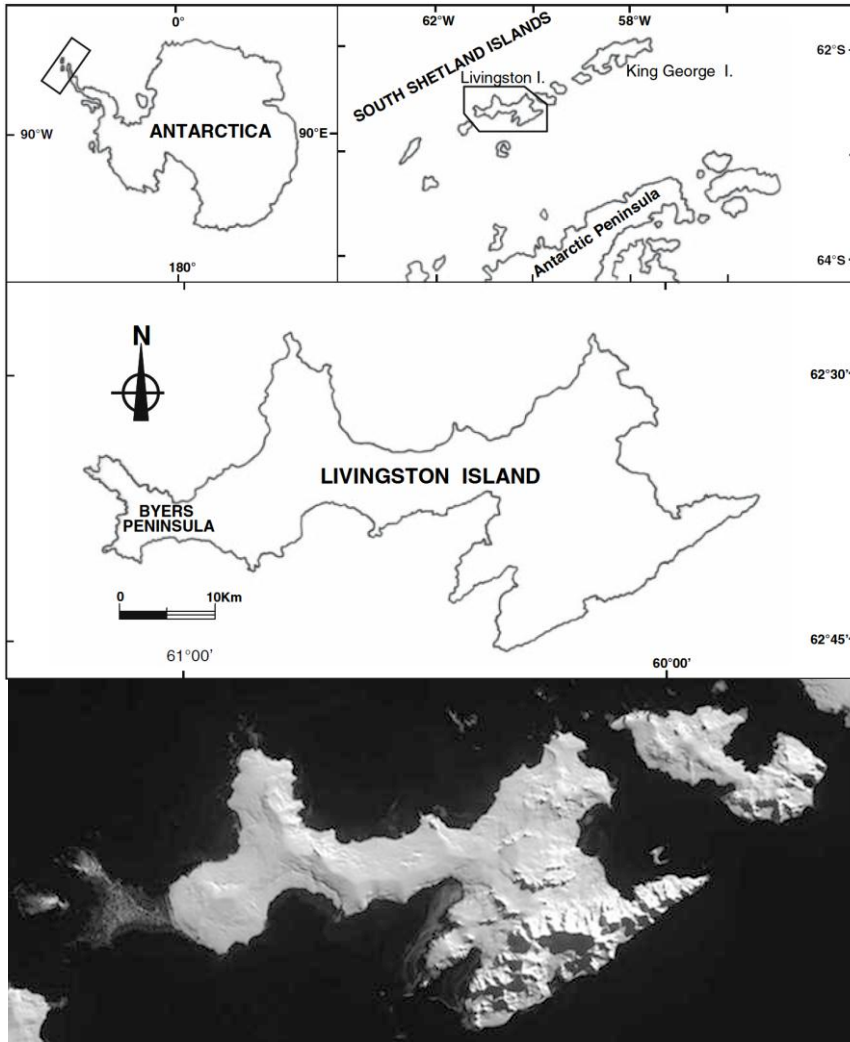 0°
90°W
ANTARCTICA
90°E
180°
62°W
58°W
62°S
SOUTH SHETLAND ISLANDS
Livingston I.
King George I.
Antarctic Peninsula
64°S
N
62°30'
LIVINGSTON ISLAND
BYERS
PENINSULA
0 10Km
62°45'
61°00'
60°00'